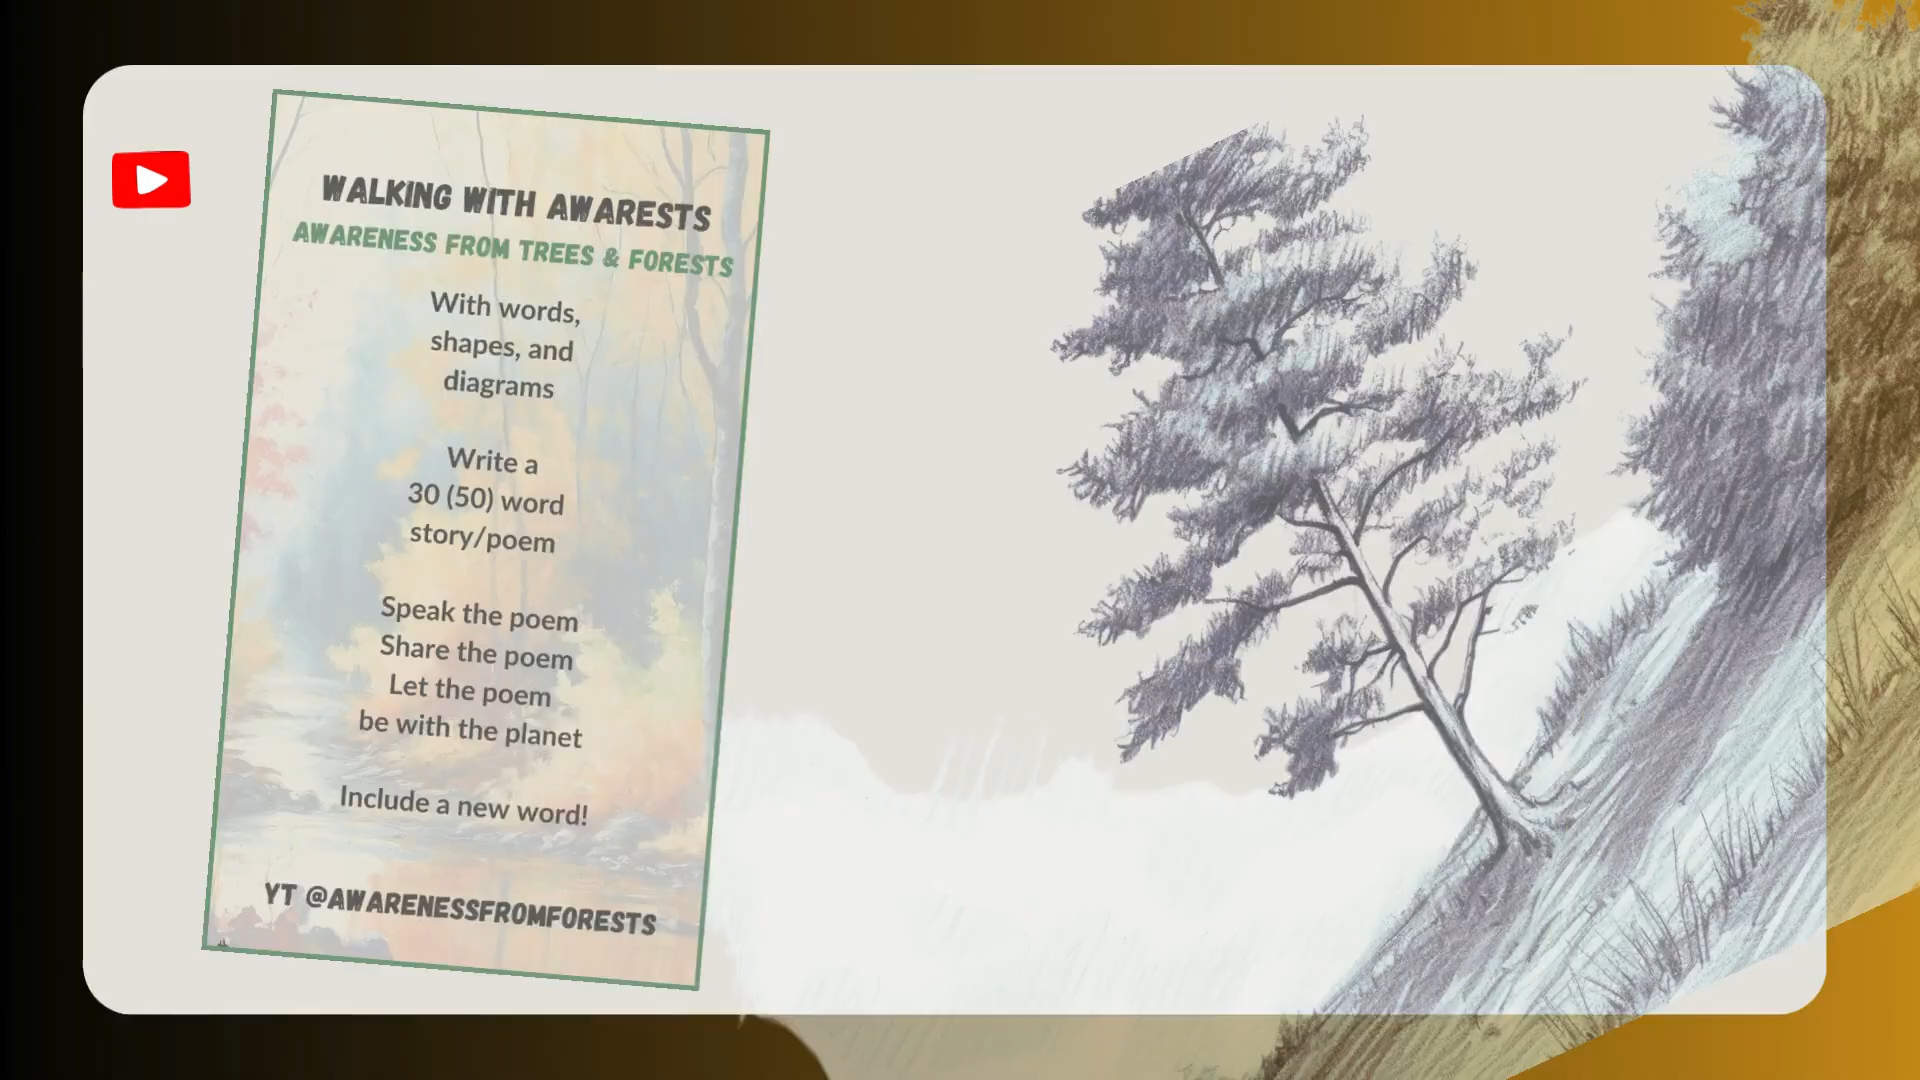 WALKING WITH AWARESTS
AWARENESS FROM TREES & FORESTS
With words,
shapes, and
diagrams
Write a
30 (50) word
story/poem
Speak the poem
Share the poem
Let the poem
be with the planet
Include a new word!
YT @AWARENESSFROMFORESTS